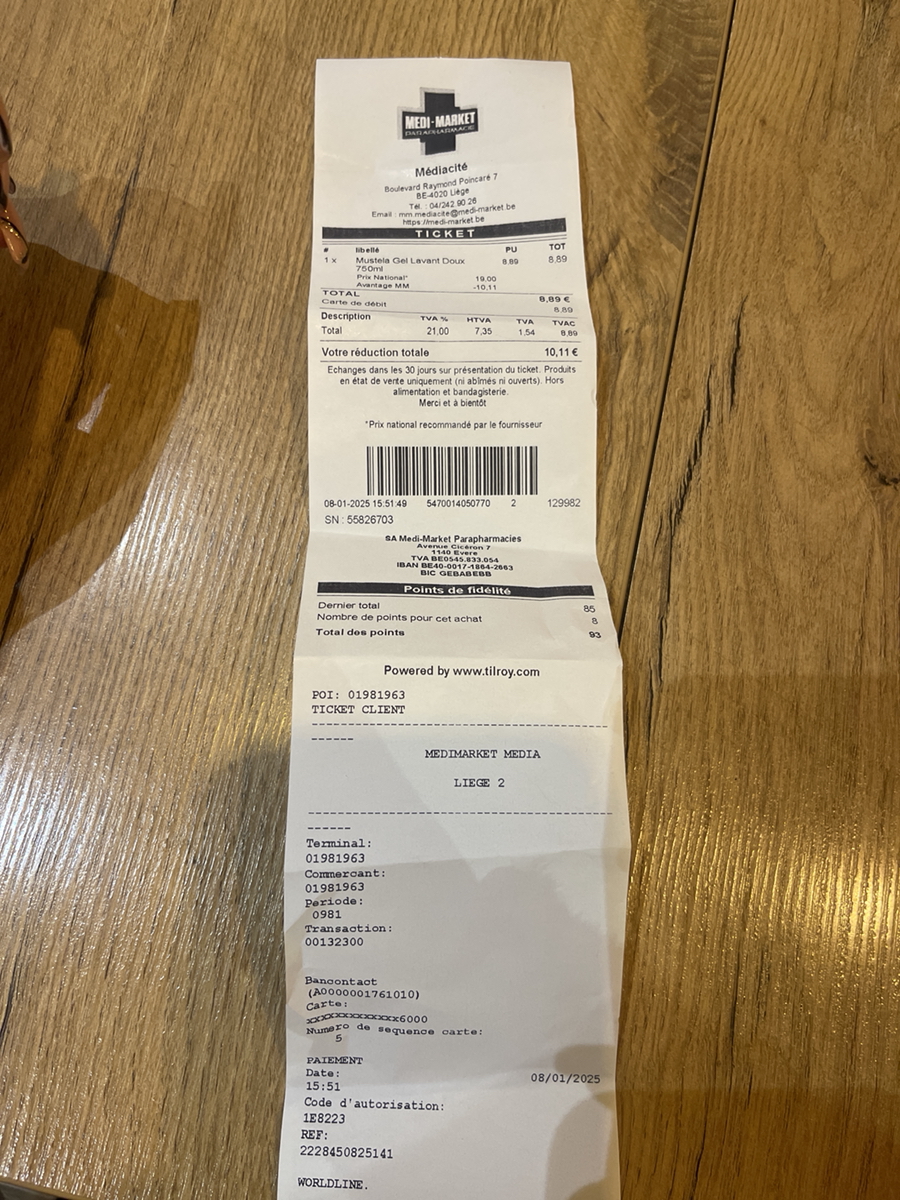 MEDI-MARKET
PARAPHARMACIE
Médiacité
Boulevard Raymond Poincaré 7
BE-4020 Liège
Tél. : 04/242.90.26
Email : mm.mediacite@medi-market.be
https://medi-market.be
TICKET
# libellé PU TOT
1 x Mustela Gel Lavant Doux 8,89 8,89
750ml
Prix National* 19,00
Avantage MM -10,11
TOTAL 8,89 €
Carte de débit 8,89
Description TVA % HTVA TVA TVAC
Total 21,00 7,35 1,54 8,89
Votre réduction totale 10,11 €
Echanges dans les 30 jours sur présentation du ticket. Produits
en état de vente uniquement (ni abîmés ni ouverts). Hors
alimentation et bandagisterie.
Merci et à bientôt
*Prix national recommandé par le fournisseur
08-01-2025 15:51:49 5470014050770 2 129982
SN : 55826703
SA Medi-Market Parapharmacies
Avenue Cicéron 7
1140 Evere
TVA BE0545.833.054
IBAN BE40-0017-1864-2663
BIC GEBABEBB
Points de fidélité
Dernier total 85
Nombre de points pour cet achat 8
Total des points 93
Powered by www.tilroy.com
POI: 01981963
TICKET CLIENT
------------------------------------------
------
MEDIMARKET MEDIA
LIEGE 2
------------------------------------------
------
Terminal:
01981963
Commercant:
01981963
Periode:
0981
Transaction:
00132300
Bancontact
(A0000001761010)
Carte:
xxxxxxxxxxxxx6000
Numero de sequence carte:
5
PAIEMENT
Date: 08/01/2025
15:51
Code d'autorisation:
1E8223
REF:
2228450825141
WORLDLINE.